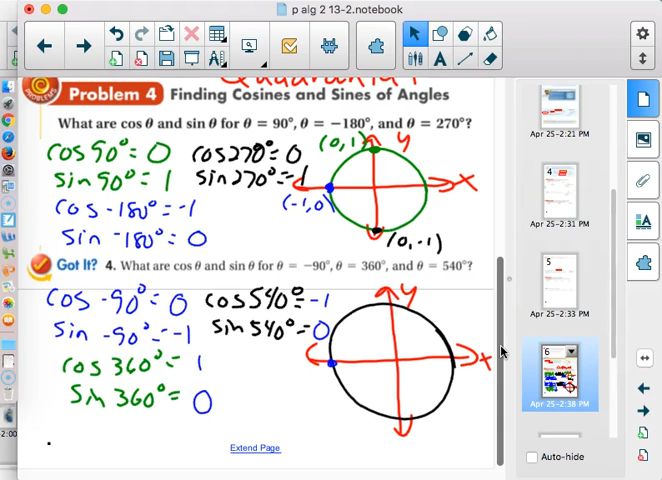 p alg 2 13-2.notebook
Quadrantal
PROBLEMS
Problem 4 Finding Cosines and Sines of Angles
What are cos θ and sin θ for θ = 90°, θ = −180°, and θ = 270°?
cos 90° = 0
sin 90° = 1
cos -180° = -1
sin -180° = 0
cos 270° = 0
sin 270° = -1
(0, 1)
y
x
(-1, 0)
(0, -1)
Got It? 4. What are cos θ and sin θ for θ = −90°, θ = 360°, and θ = 540°?
cos -90° = 0
sin -90° = -1
cos 360° = 1
sin 360° = 0
cos 540° = -1
sin 540° = 0
y
x
Extend Page
Apr 25-2:21 PM
4
Apr 25-2:31 PM
5
Apr 25-2:33 PM
6
Apr 25-2:38 PM
Auto-hide